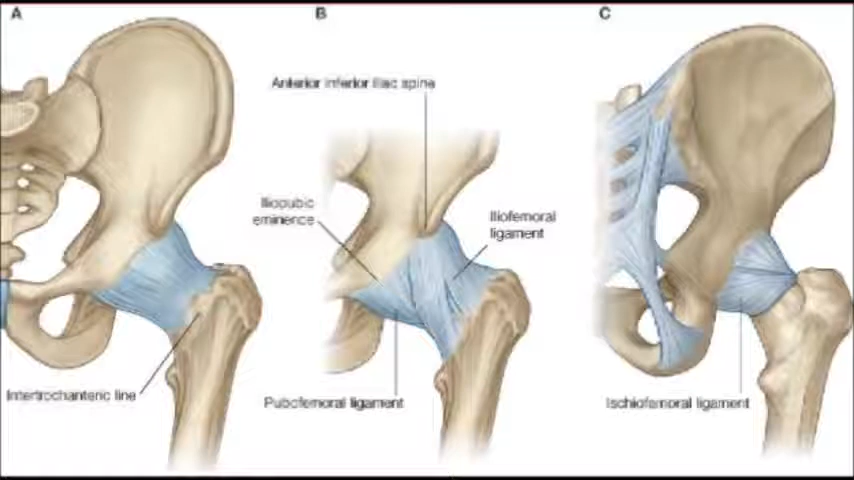 A
B
C
Anterior inferior iliac spine
Iliopubic
eminence
Iliofemoral
ligament
Intertrochanteric line
Pubofemoral ligament
Ischiofemoral ligament